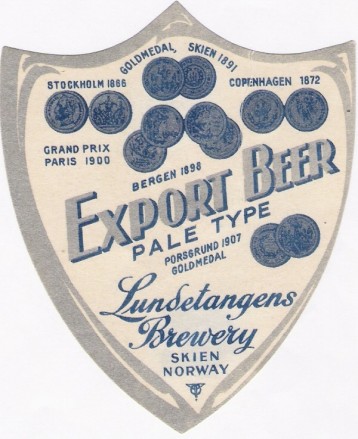 GOLDMEDAL, SKIEN 1891
STOCKHOLM 1866
COPENHAGEN 1872
GRAND PRIX
PARIS 1900
BERGEN 1898
EXPORT BEER
PALE TYPE
PORSGRUND 1907
GOLDMEDAL
Lundetangens
Brewery
SKIEN
NORWAY